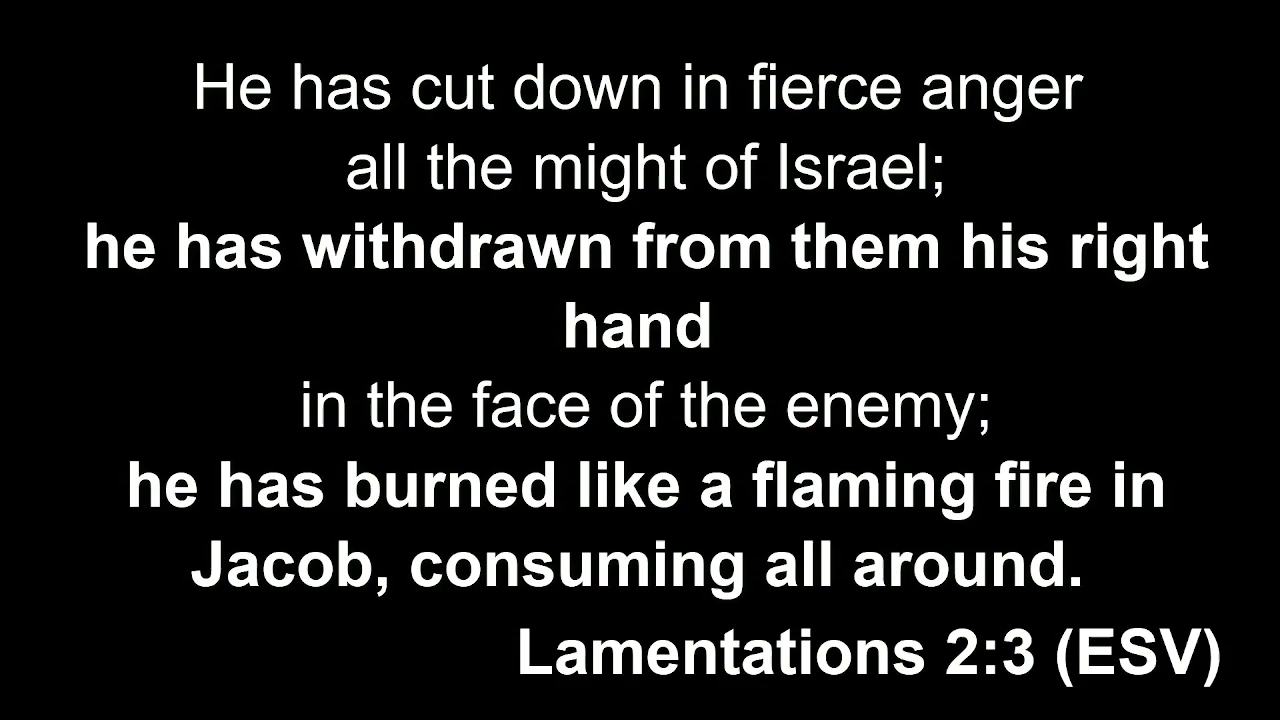 He has cut down in fierce anger
all the might of Israel;
he has withdrawn from them his right
hand
in the face of the enemy;
he has burned like a flaming fire in
Jacob, consuming all around.
Lamentations 2:3 (ESV)